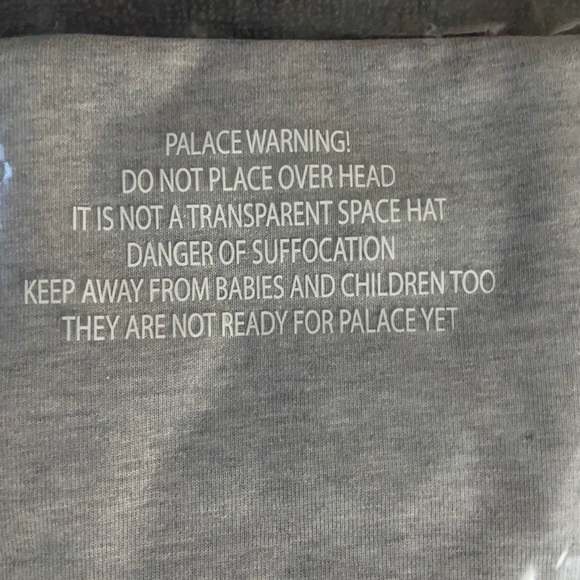 PALACE WARNING!
DO NOT PLACE OVER HEAD
IT IS NOT A TRANSPARENT SPACE HAT
DANGER OF SUFFOCATION
KEEP AWAY FROM BABIES AND CHILDREN TOO
THEY ARE NOT READY FOR PALACE YET